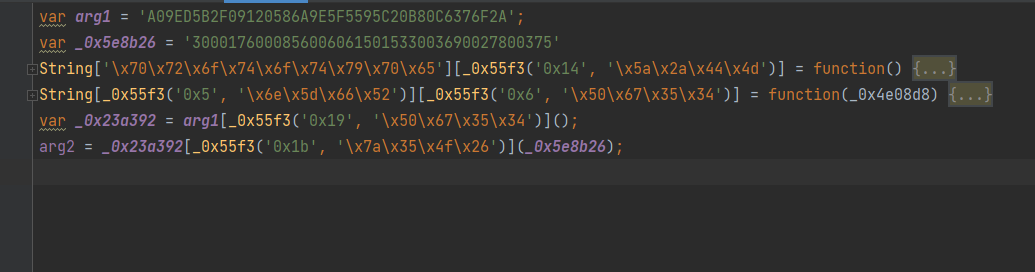 var arg1 = 'A09ED5B2F09120586A9E5F5595C20B80C6376F2A';
var _0x5e8b26 = '3000176000856006061501533003690027800375'
String['\x70\x72\x6f\x74\x6f\x74\x79\x70\x65'][_0x55f3('0x14', '\x5a\x2a\x44\x4d')] = function() {...}
String[_0x55f3('0x5', '\x6e\x5d\x66\x52')][_0x55f3('0x6', '\x50\x67\x35\x34')] = function(_0x4e08d8) {...}
var _0x23a392 = arg1[_0x55f3('0x19', '\x50\x67\x35\x34')]();
arg2 = _0x23a392[_0x55f3('0x1b', '\x7a\x35\x4f\x26')](_0x5e8b26);